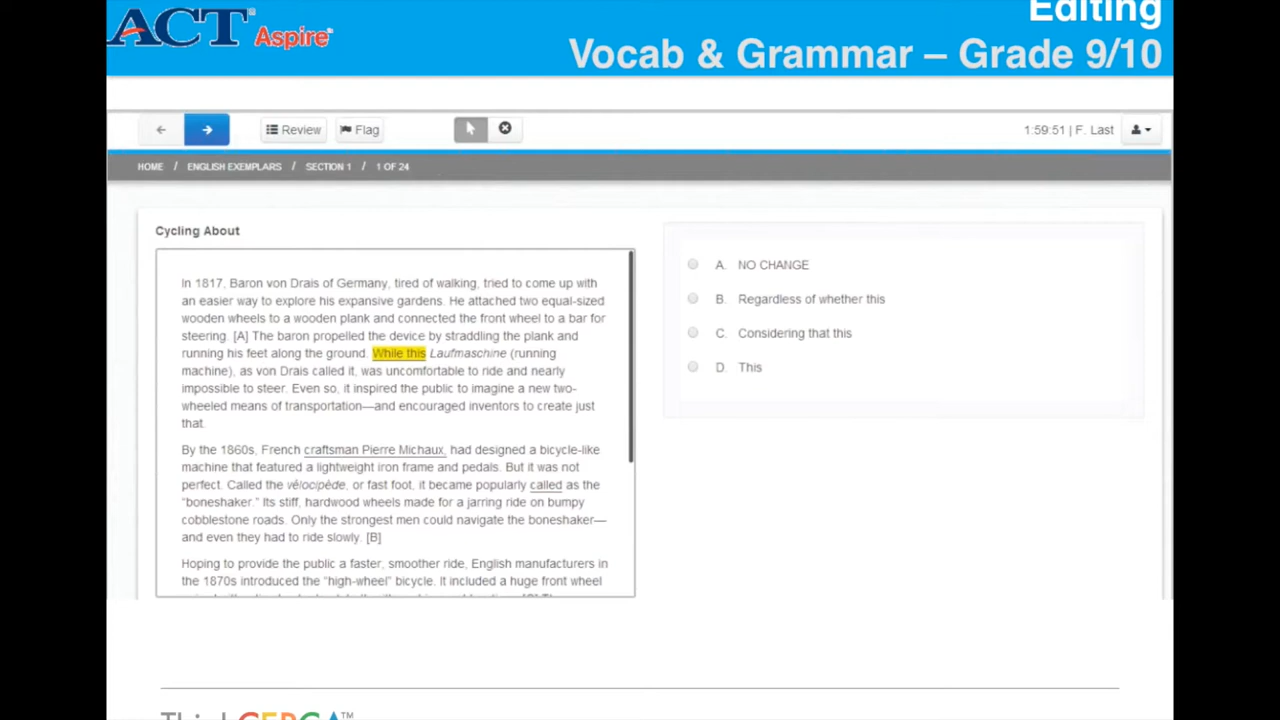 Editing
ACT® Aspire™
Vocab & Grammar – Grade 9/10
Review Flag 1:59:51 | F. Last
HOME / ENGLISH EXEMPLARS / SECTION 1 / 1 OF 24
Cycling About
In 1817, Baron von Drais of Germany, tired of walking, tried to come up with
an easier way to explore his expansive gardens. He attached two equal-sized
wooden wheels to a wooden plank and connected the front wheel to a bar for
steering. [A] The baron propelled the device by straddling the plank and
running his feet along the ground. While this Laufmaschine (running
machine), as von Drais called it, was uncomfortable to ride and nearly
impossible to steer. Even so, it inspired the public to imagine a new two-
wheeled means of transportation—and encouraged inventors to create just
that.
By the 1860s, French craftsman Pierre Michaux, had designed a bicycle-like
machine that featured a lightweight iron frame and pedals. But it was not
perfect. Called the vélocipède, or fast foot, it became popularly called as the
“boneshaker.” Its stiff, hardwood wheels made for a jarring ride on bumpy
cobblestone roads. Only the strongest men could navigate the boneshaker—
and even they had to ride slowly. [B]
Hoping to provide the public a faster, smoother ride, English manufacturers in
the 1870s introduced the “high-wheel” bicycle. It included a huge front wheel
A. NO CHANGE
B. Regardless of whether this
C. Considering that this
D. This